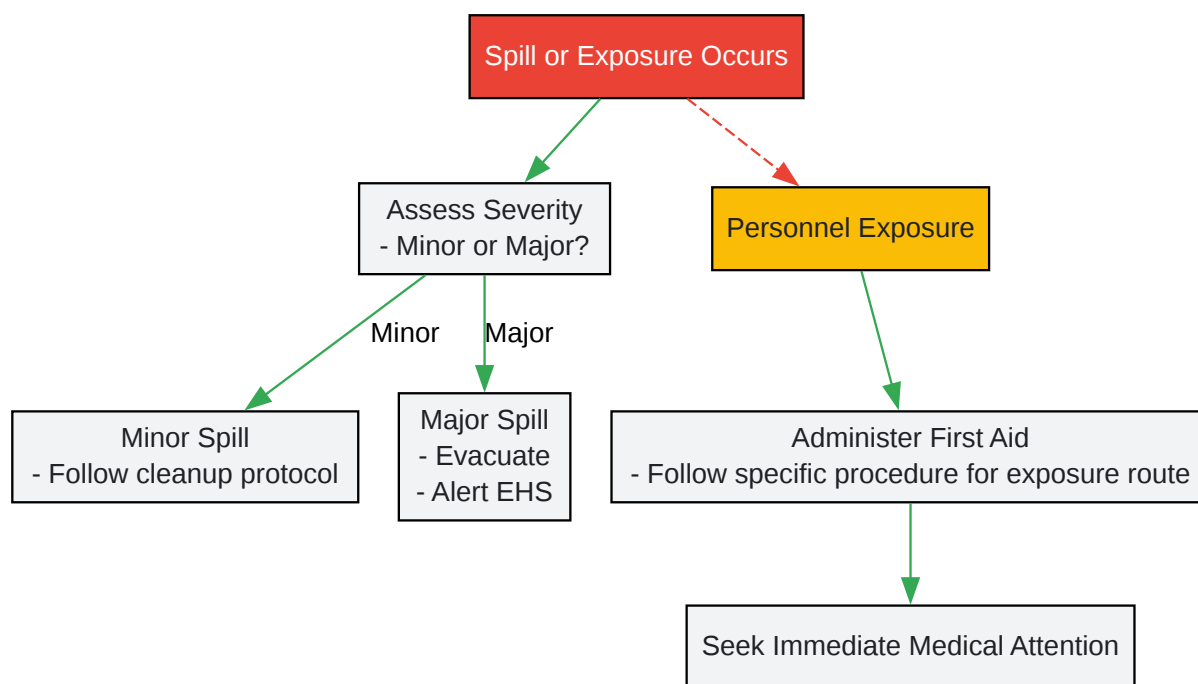 Spill or Exposure Occurs
Assess Severity
- Minor or Major?
Personnel Exposure
Minor
Major
Minor Spill
- Follow cleanup protocol
Major Spill
- Evacuate
- Alert EHS
Administer First Aid
- Follow specific procedure for exposure route
Seek Immediate Medical Attention